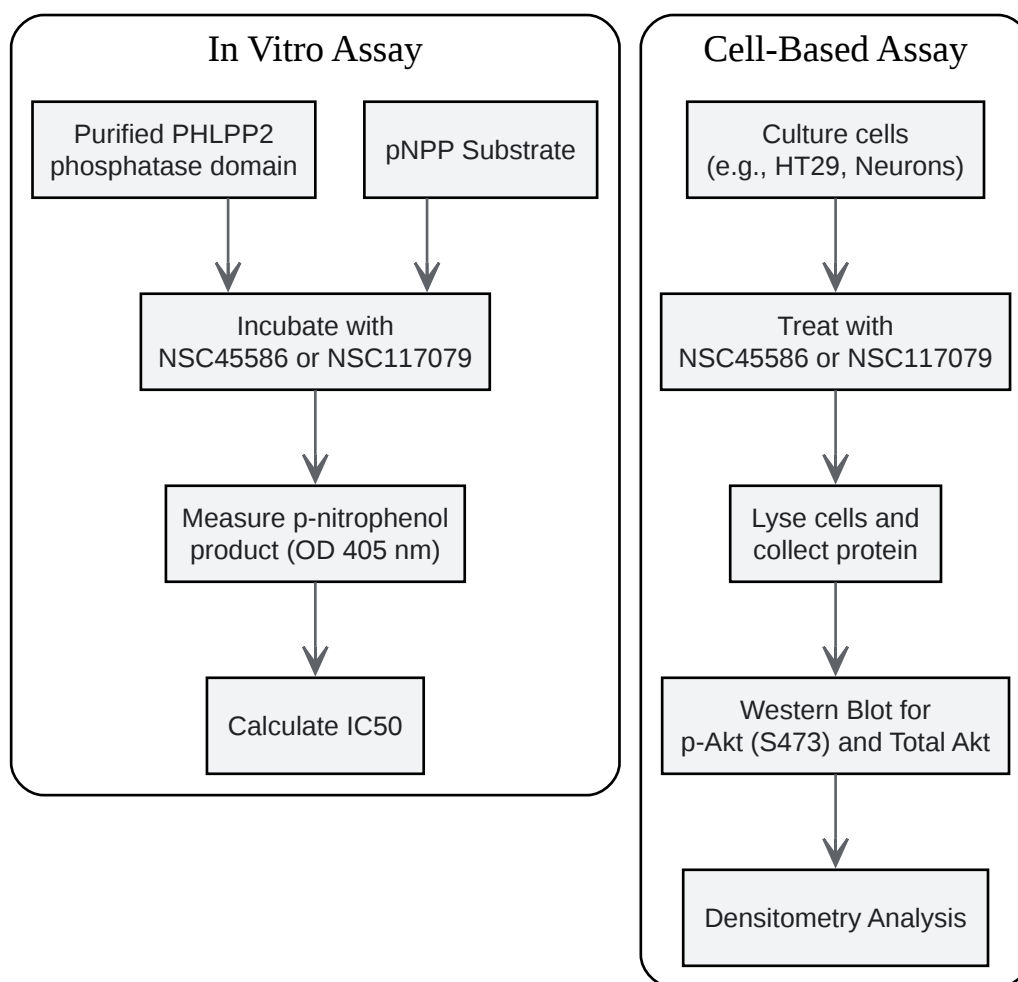 In Vitro Assay
Purified PHLPP2
phosphatase domain
pNPP Substrate
Incubate with
NSC45586 or NSC117079
Measure p-nitrophenol
product (OD 405 nm)
Calculate IC50
Cell-Based Assay
Culture cells
(e.g., HT29, Neurons)
Treat with
NSC45586 or NSC117079
Lyse cells and
collect protein
Western Blot for
p-Akt (S473) and Total Akt
Densitometry Analysis